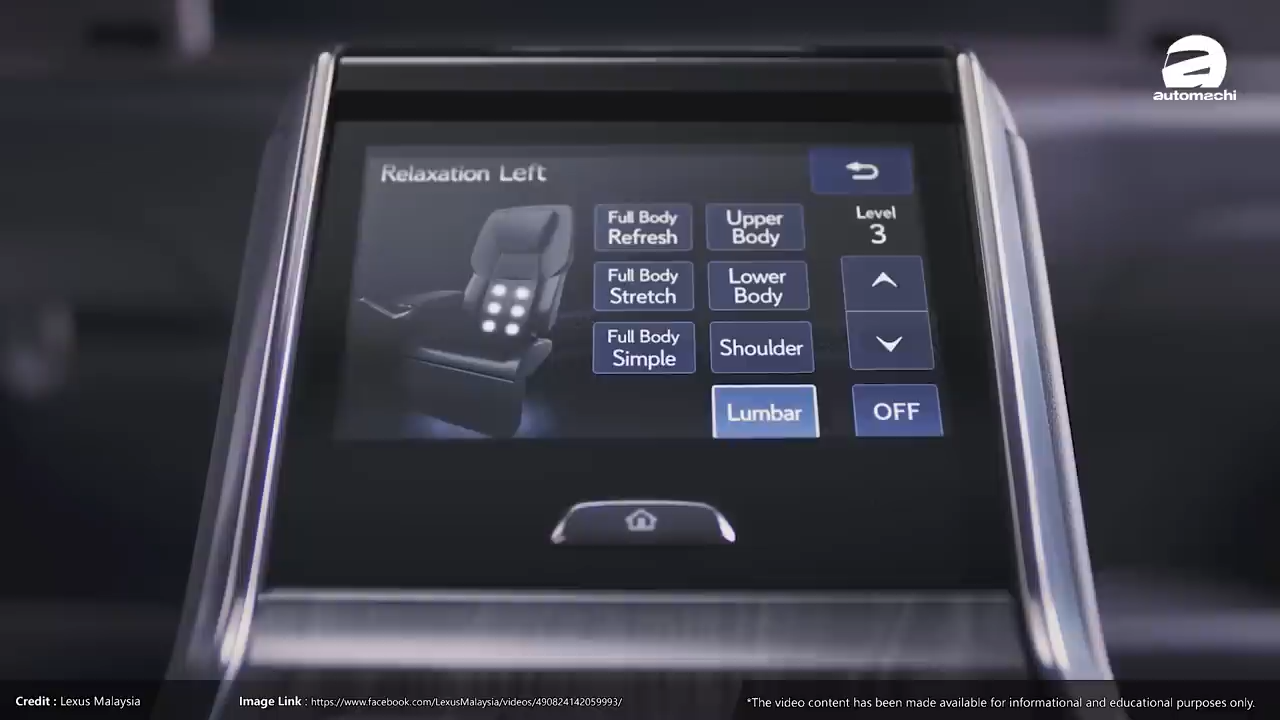 automachi
Relaxation Left
Full Body
Refresh
Upper
Body
Level
3
Full Body
Stretch
Lower
Body
Full Body
Simple
Shoulder
Lumbar
OFF
Credit : Lexus Malaysia
Image Link : https://www.facebook.com/LexusMalaysia/videos/490824142059993/
*The video content has been made available for informational and educational purposes only.